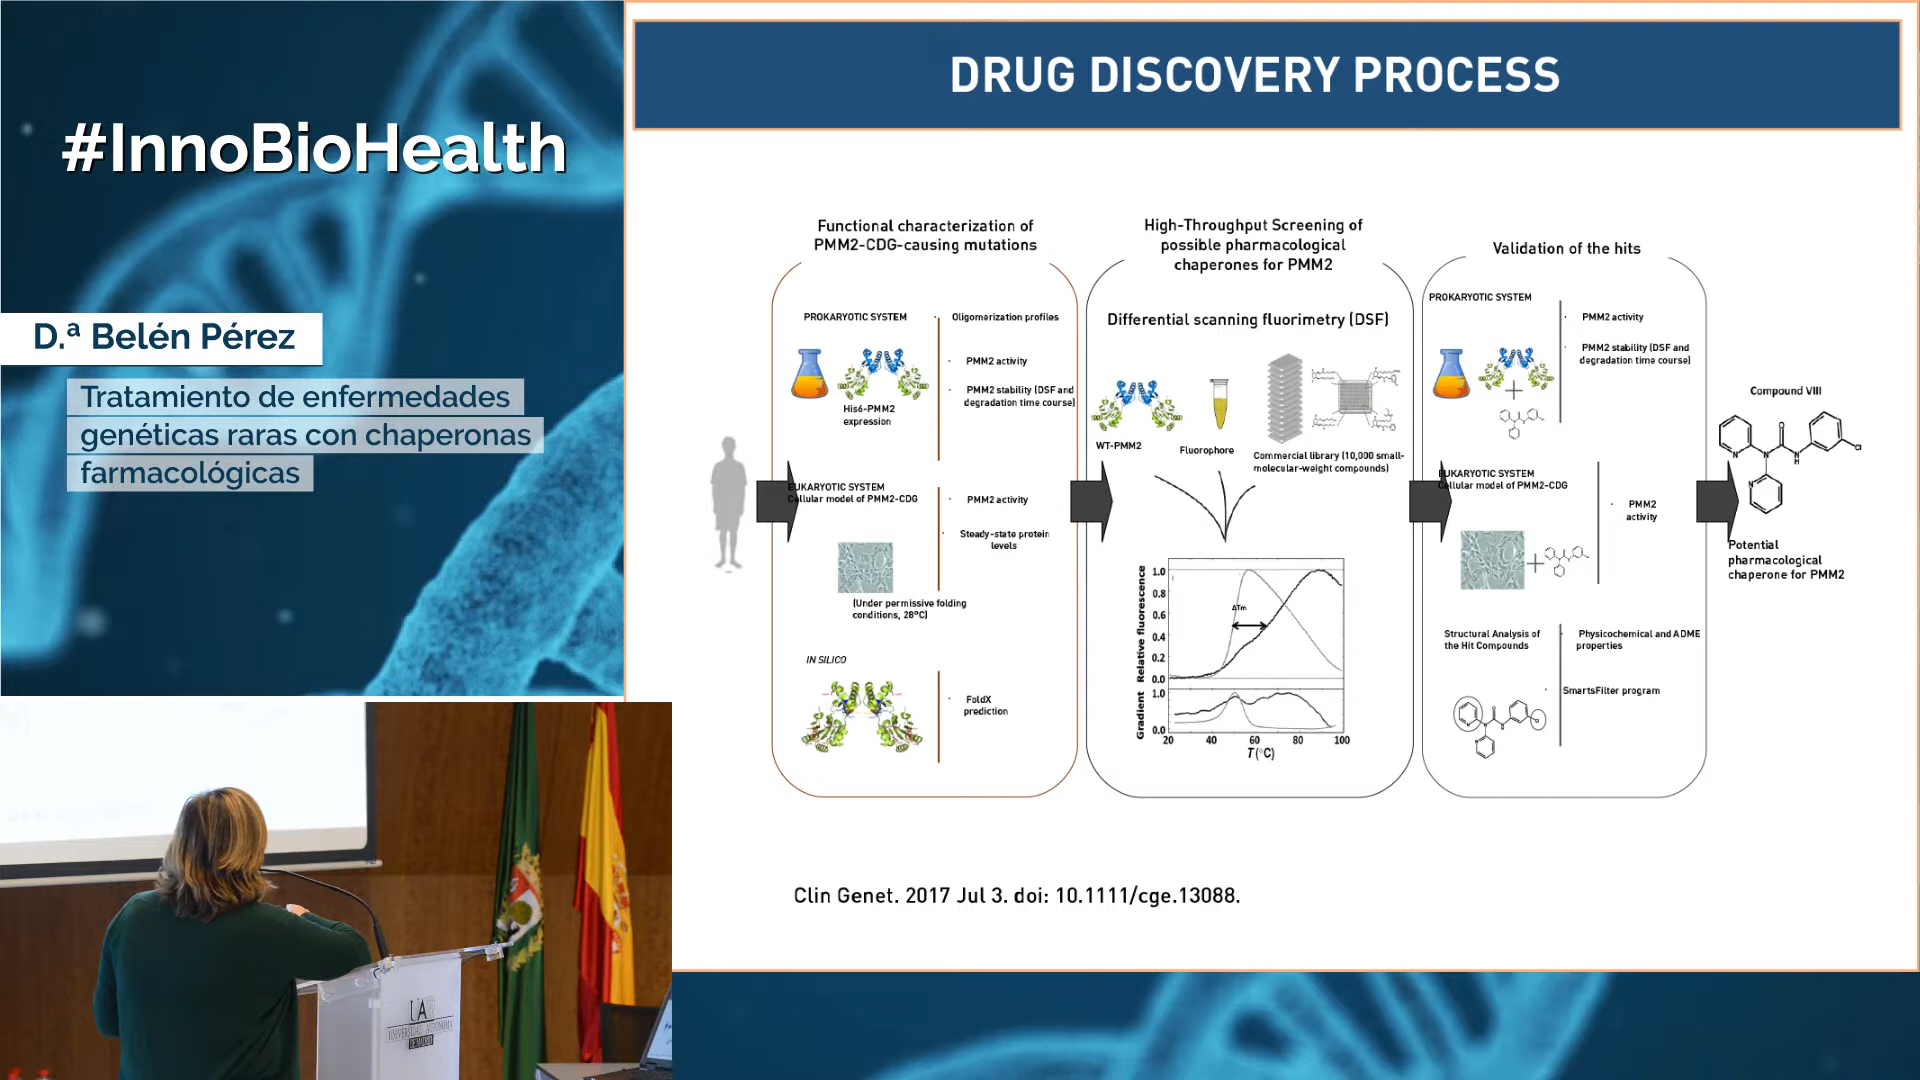 #InnoBioHealth
D.ª Belén Pérez
Tratamiento de enfermedades
genéticas raras con chaperonas
farmacológicas
DRUG DISCOVERY PROCESS
Functional characterization of
PMM2-CDG-causing mutations
PROKARYOTIC SYSTEM
· Oligomerization profiles
· PMM2 activity
· PMM2 stability (DSF and
degradation time course)
His6-PMM2
expression
EUKARYOTIC SYSTEM
Cellular model of PMM2-CDG
· PMM2 activity
· Steady-state protein
levels
(Under permissive folding
conditions, 28ºC)
IN SILICO
· FoldX
prediction
High-Throughput Screening of
possible pharmacological
chaperones for PMM2
Differential scanning fluorimetry (DSF)
WT-PMM2
Fluorophore
Commercial library (10,000 small-
molecular-weight compounds)
Relative fluorescence
1.0
0.8
0.6
0.4
0.2
0.0
ΔTm
Gradient
1.0
0.0
20 40 60 80 100
T (°C)
Validation of the hits
PROKARYOTIC SYSTEM
· PMM2 activity
· PMM2 stability (DSF and
degradation time course)
EUKARYOTIC SYSTEM
Cellular model of PMM2-CDG
· PMM2
activity
Structural Analysis of
the Hit Compounds
· Physicochemical and ADME
properties
· SmartsFilter program
Compound VIII
N
N
O
N
H
N
Cl
Potential
pharmacological
chaperone for PMM2
Clin Genet. 2017 Jul 3. doi: 10.1111/cge.13088.
UA
UNIVERSIDAD AUTONOMA
DE MADRID